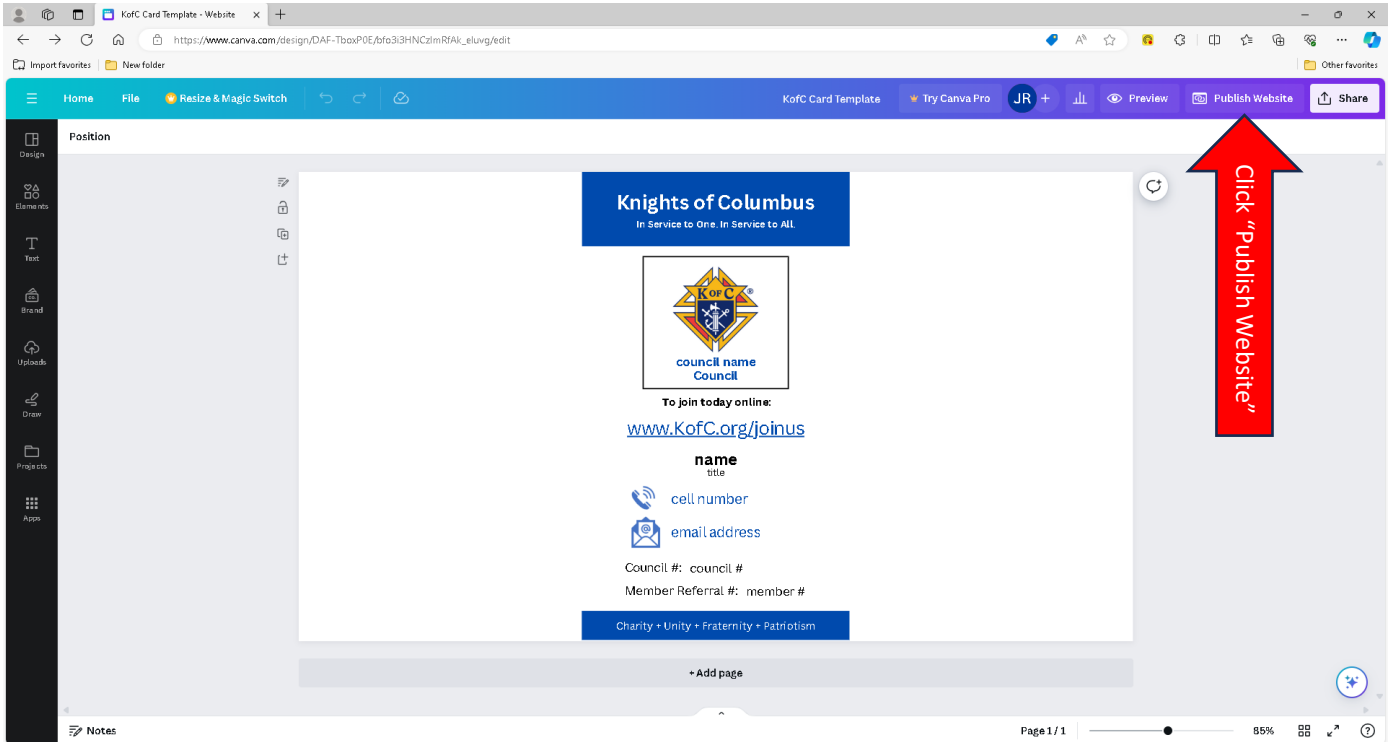 KofC Card Template - Website
https://www.canva.com/design/DAF-TboxP0E/bfo3i3HNCzlmRfAk_eluvg/edit
Import favorites
New folder
Other favorites
Home
File
Resize & Magic Switch
KofC Card Template
Try Canva Pro
JR
Preview
Publish Website
Share
Position
Design
Elements
Text
Brand
Uploads
Draw
Projects
Apps
Knights of Columbus
In Service to One. In Service to All.
K OF C
®
council name
Council
To join today online:
www.KofC.org/joinus
name
title
cell number
email address
Council #: council #
Member Referral #: member #
Charity + Unity + Fraternity + Patriotism
Click "Publish Website"
+ Add page
Notes
Page 1 / 1
85%